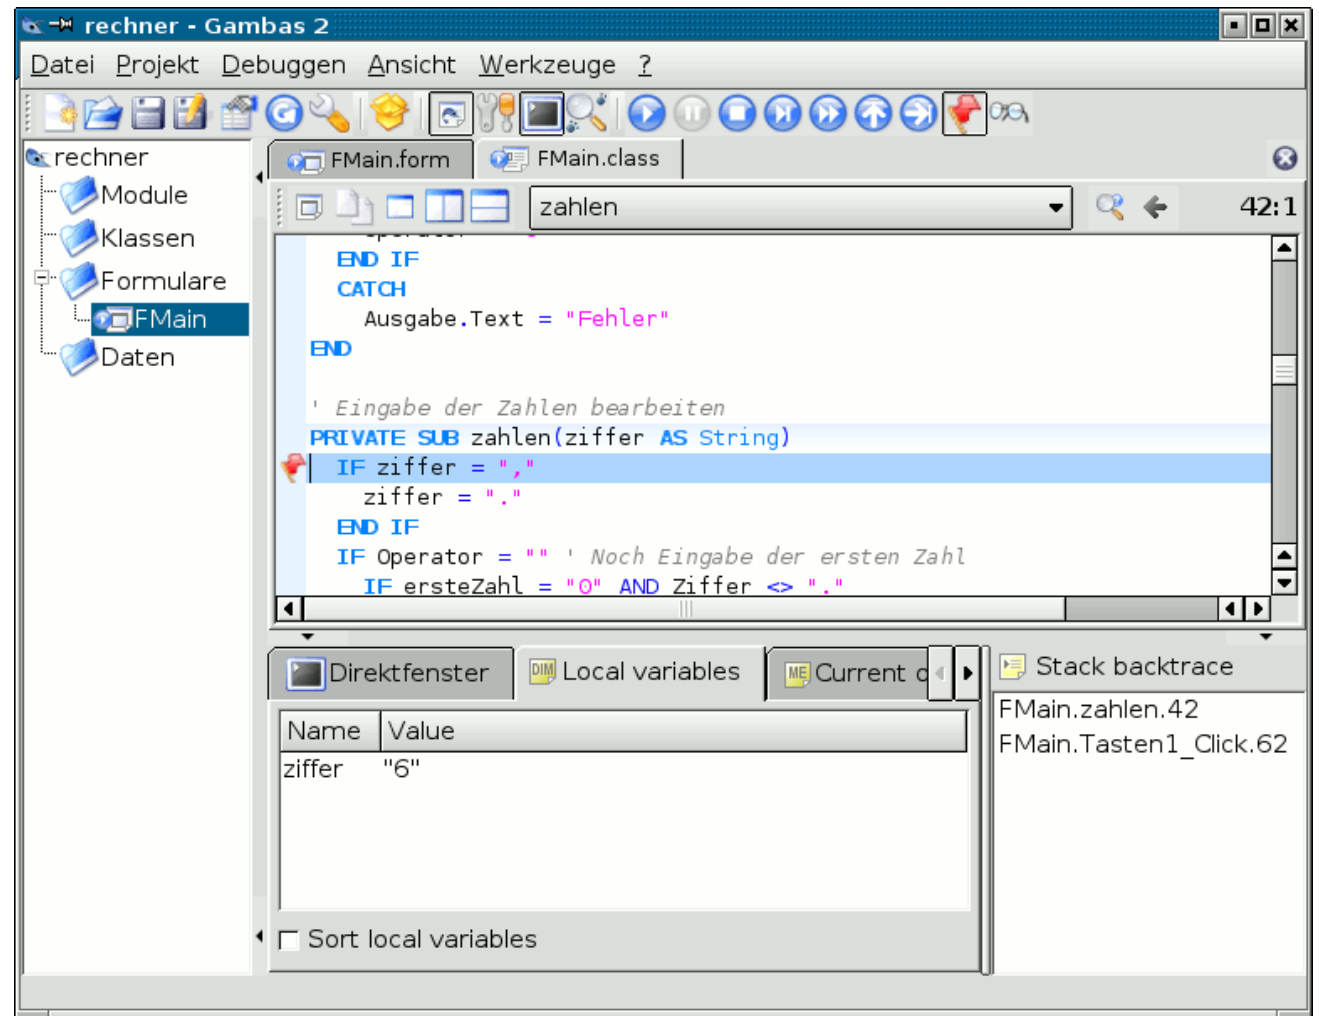 rechner - Gambas 2
Datei Projekt Debuggen Ansicht Werkzeuge ?
rechner
Module
Klassen
Formulare
FMain
Daten
FMain.form FMain.class
zahlen 42:1
END IF
CATCH
Ausgabe.Text = "Fehler"
END
' Eingabe der Zahlen bearbeiten
PRIVATE SUB zahlen(ziffer AS String)
IF ziffer = ","
ziffer = "."
END IF
IF Operator = "" ' Noch Eingabe der ersten Zahl
IF ersteZahl = "0" AND Ziffer <> "."
Direktfenster DIM Local variables ME Current
Name Value
ziffer "6"
Sort local variables
Stack backtrace
FMain.zahlen.42
FMain.Tasten1_Click.62